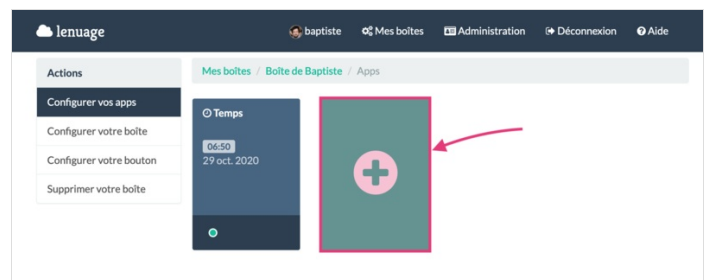 lenuage
baptiste Mes boîtes Administration Déconnexion Aide
Actions
Configurer vos apps
Configurer votre boîte
Configurer votre bouton
Supprimer votre boîte
Mes boîtes / Boîte de Baptiste / Apps
Temps
06:50
29 oct. 2020